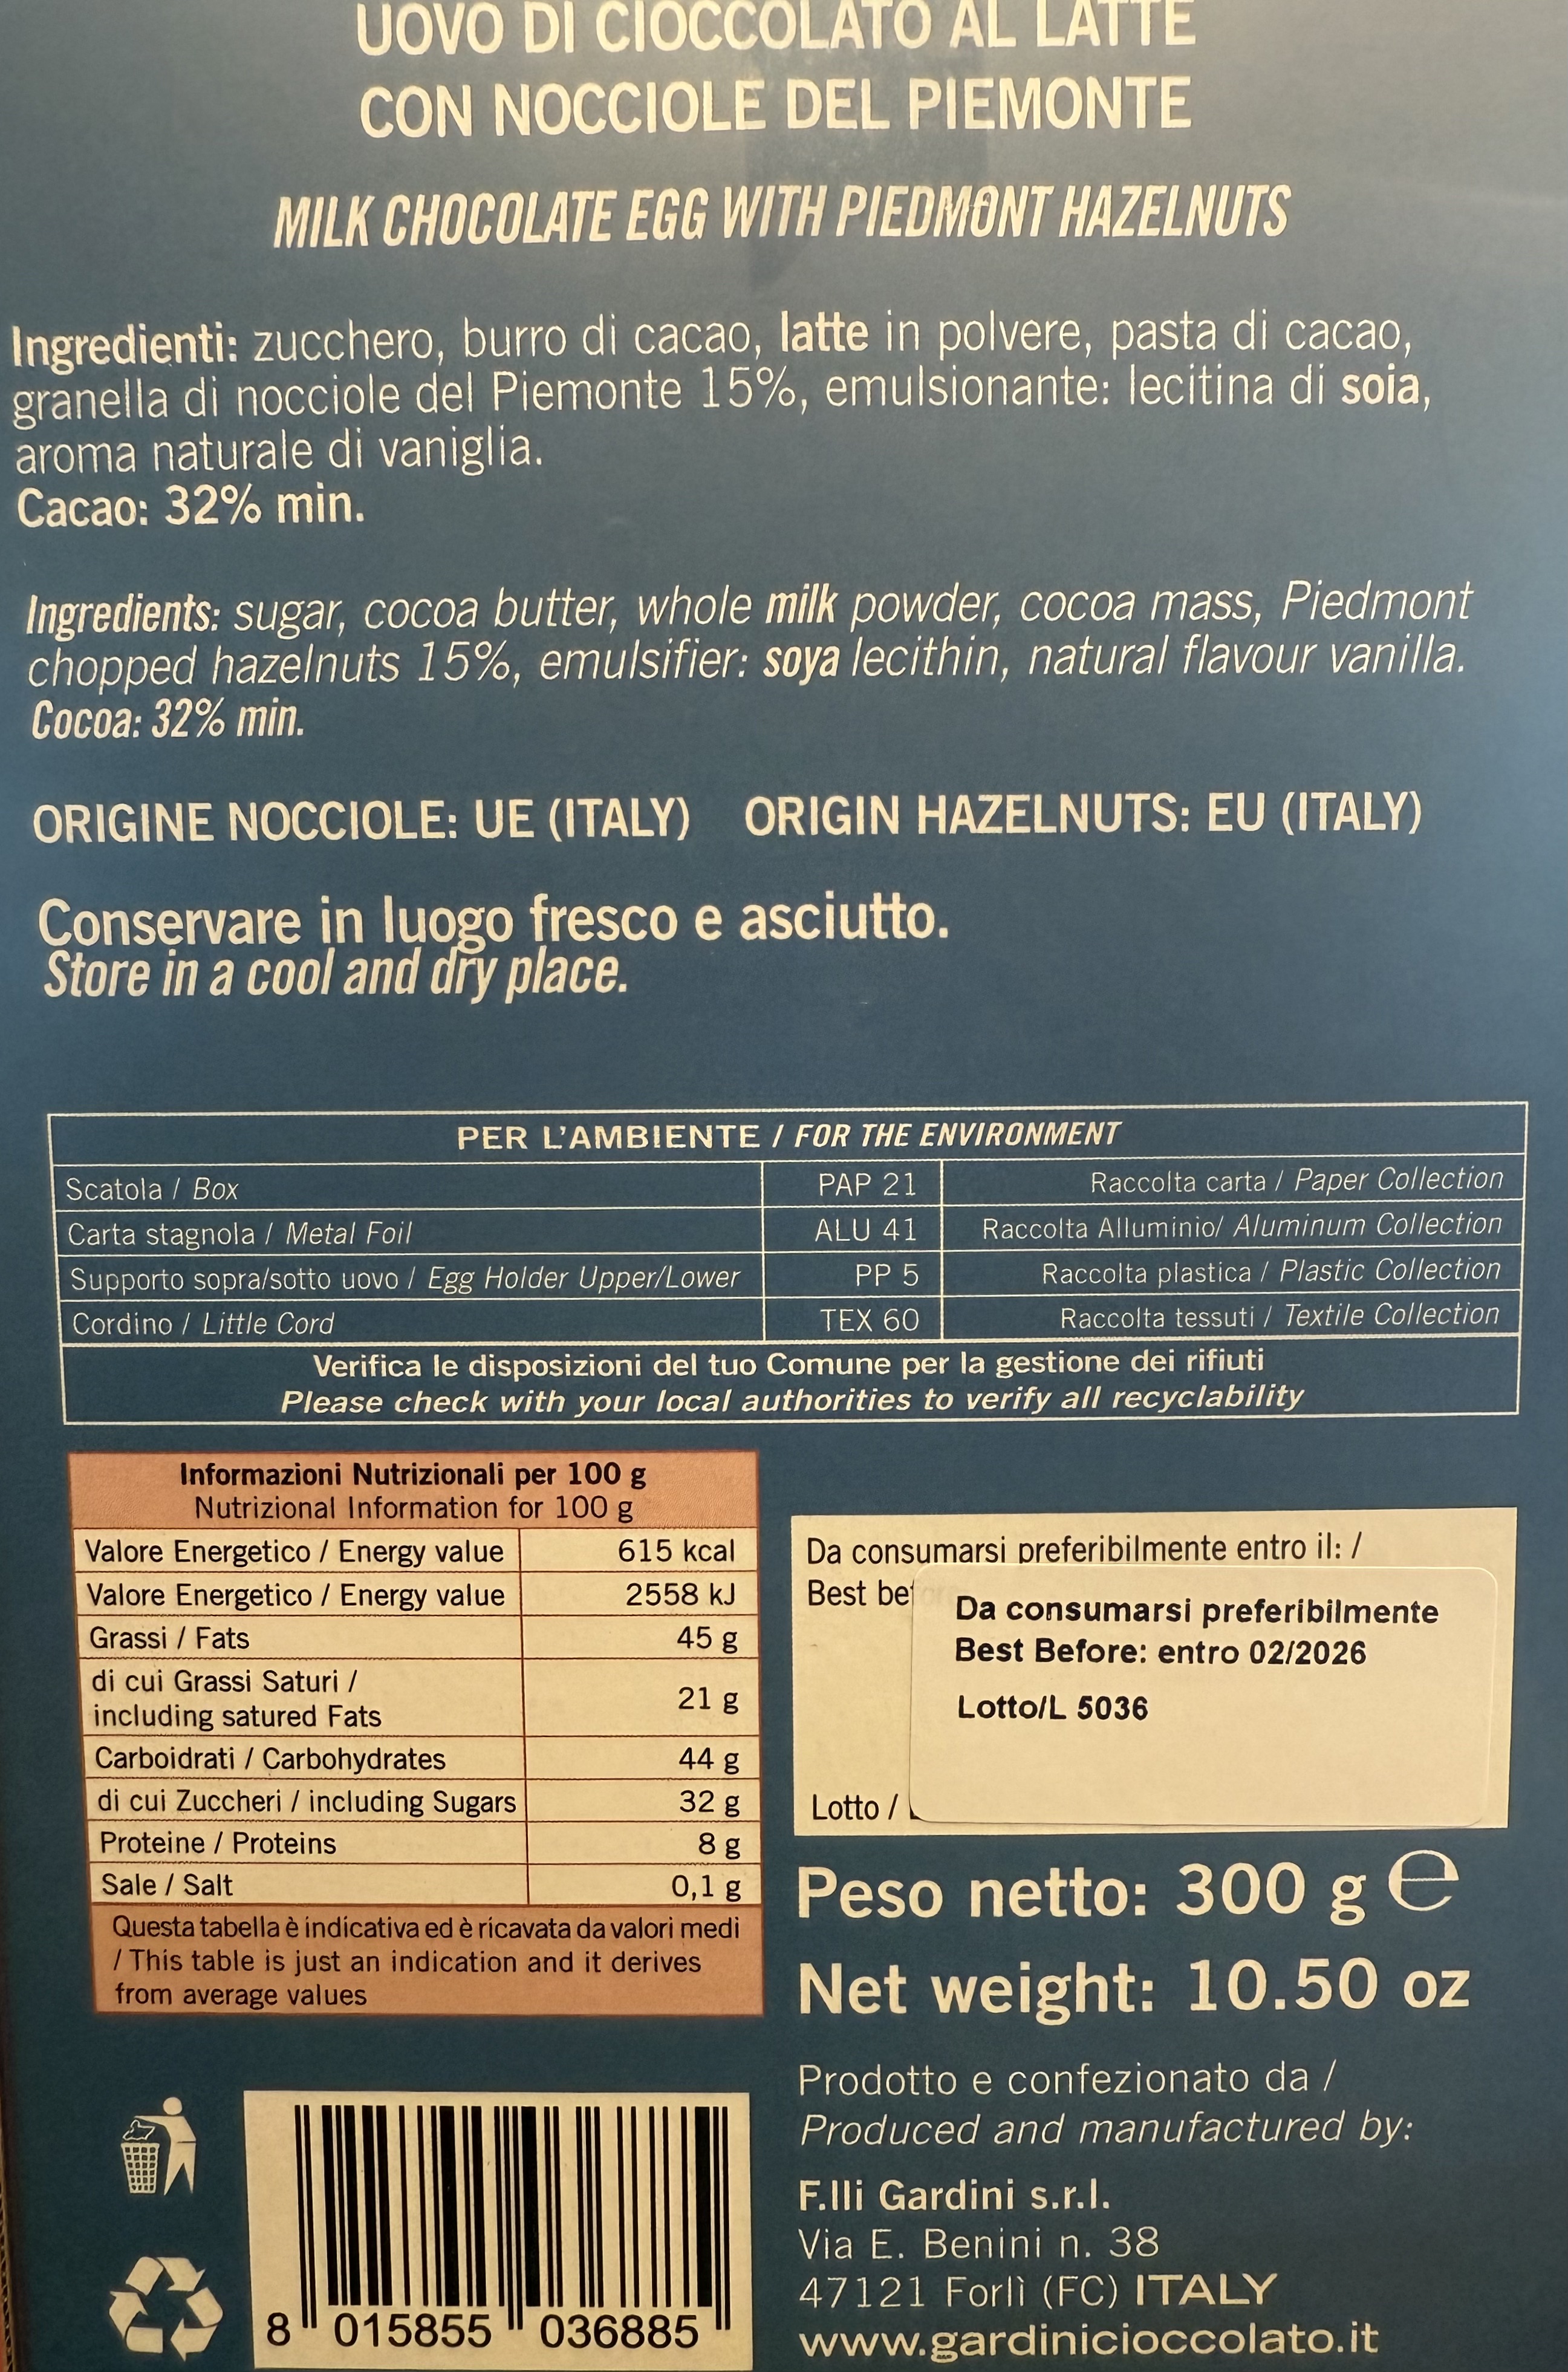 UOVO DI CIOCCOLATO AL LATTE
CON NOCCIOLE DEL PIEMONTE
MILK CHOCOLATE EGG WITH PIEDMONT HAZELNUTS
Ingredienti: zucchero, burro di cacao, latte in polvere, pasta di cacao,
granella di nocciole del Piemonte 15%, emulsionante: lecitina di soia,
aroma naturale di vaniglia.
Cacao: 32% min.
Ingredients: sugar, cocoa butter, whole milk powder, cocoa mass, Piedmont
chopped hazelnuts 15%, emulsifier: soya lecithin, natural flavour vanilla.
Cocoa: 32% min.
ORIGINE NOCCIOLE: UE (ITALY) ORIGIN HAZELNUTS: EU (ITALY)
Conservare in luogo fresco e asciutto.
Store in a cool and dry place.
PER L'AMBIENTE / FOR THE ENVIRONMENT
Scatola / Box PAP 21 Raccolta carta / Paper Collection
Carta stagnola / Metal Foil ALU 41 Raccolta Alluminio/ Aluminum Collection
Supporto sopra/sotto uovo / Egg Holder Upper/Lower PP 5 Raccolta plastica / Plastic Collection
Cordino / Little Cord TEX 60 Raccolta tessuti / Textile Collection
Verifica le disposizioni del tuo Comune per la gestione dei rifiuti
Please check with your local authorities to verify all recyclability
Informazioni Nutrizionali per 100 g
Nutrizional Information for 100 g
Valore Energetico / Energy value 615 kcal
Valore Energetico / Energy value 2558 kJ
Grassi / Fats 45 g
di cui Grassi Saturi /
including satured Fats 21 g
Carboidrati / Carbohydrates 44 g
di cui Zuccheri / including Sugars 32 g
Proteine / Proteins 8 g
Sale / Salt 0,1 g
Questa tabella è indicativa ed è ricavata da valori medi
/ This table is just an indication and it derives
from average values
Da consumarsi preferibilmente entro il: /
Best be
Da consumarsi preferibilmente
Best Before: entro 02/2026
Lotto/L 5036
Lotto /
Peso netto: 300 g ℮
Net weight: 10.50 oz
Prodotto e confezionato da /
Produced and manufactured by:
F.lli Gardini s.r.l.
Via E. Benini n. 38
47121 Forlì (FC) ITALY
www.gardinicioccolato.it
8 015855 036885